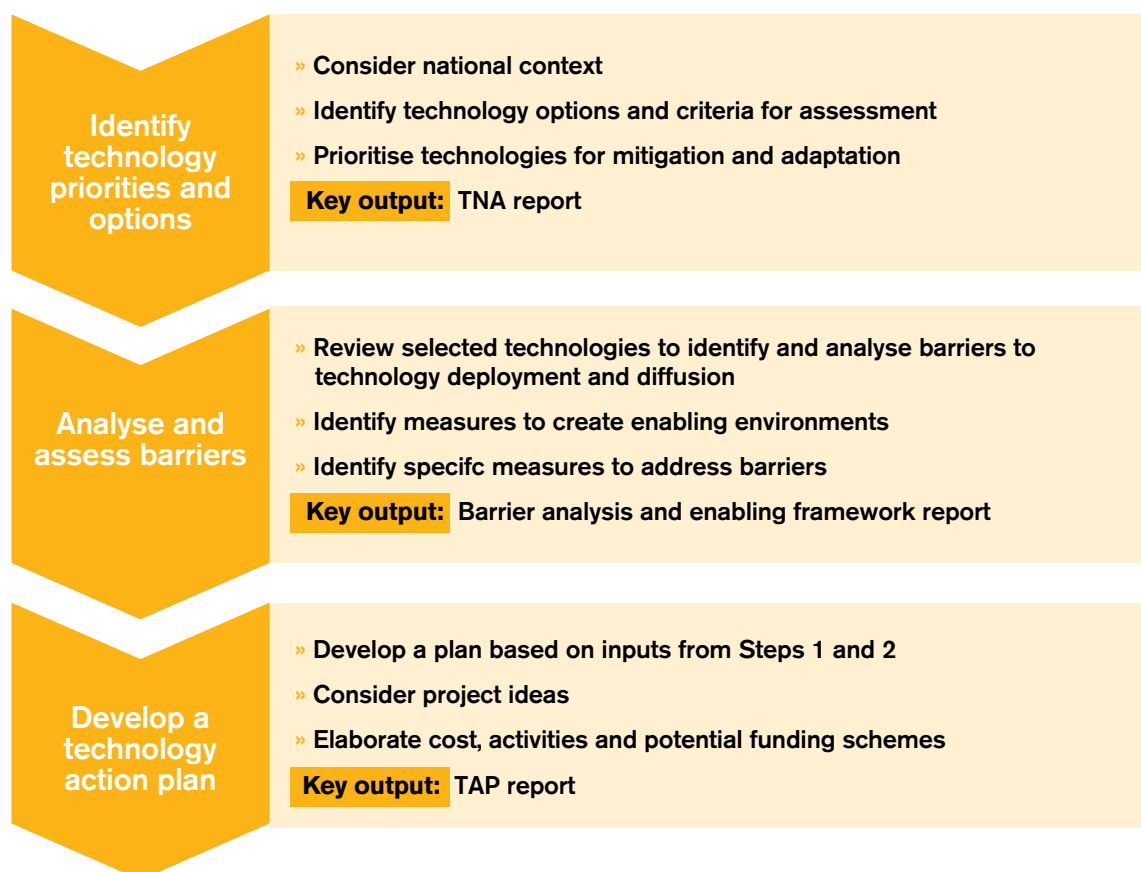 Identify
technology
priorities and
options
» Consider national context
» Identify technology options and criteria for assessment
» Prioritise technologies for mitigation and adaptation
Key output: TNA report
Analyse and
assess barriers
» Review selected technologies to identify and analyse barriers to
technology deployment and diffusion
» Identify measures to create enabling environments
» Identify specifc measures to address barriers
Key output: Barrier analysis and enabling framework report
Develop a
technology
action plan
» Develop a plan based on inputs from Steps 1 and 2
» Consider project ideas
» Elaborate cost, activities and potential funding schemes
Key output: TAP report